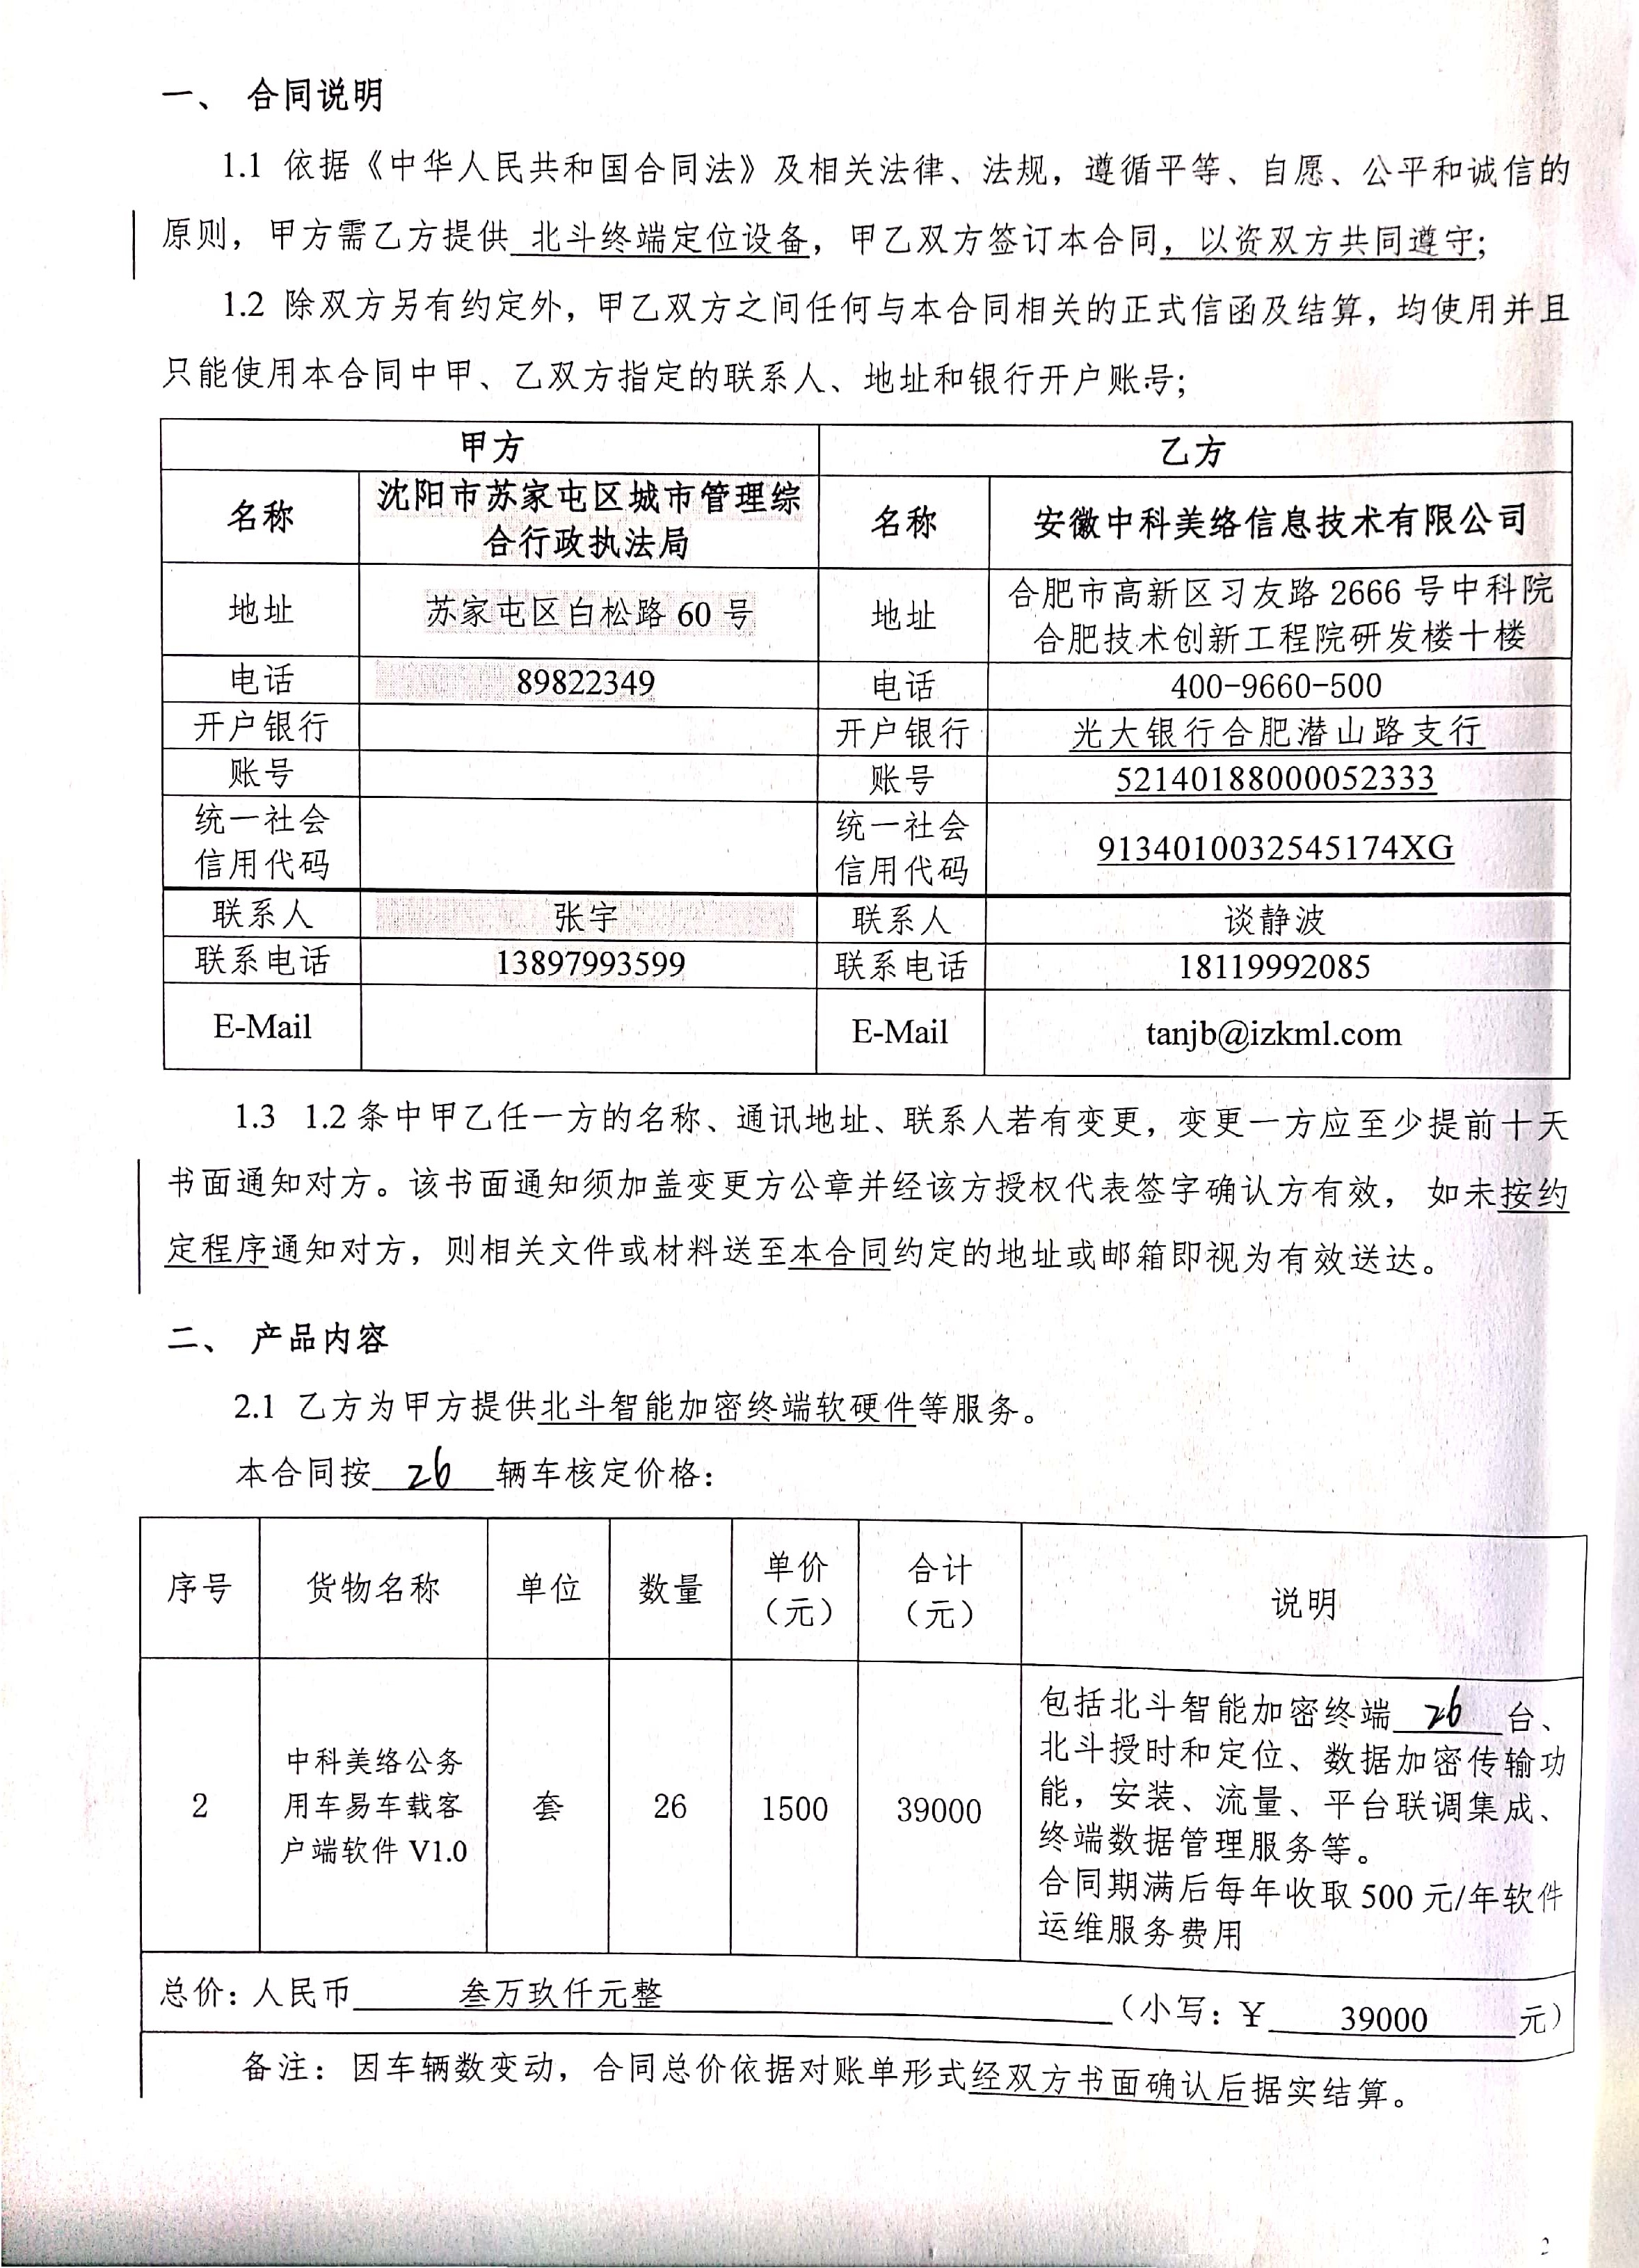 一、 合同说明
1.1 依据《中华人民共和国合同法》及相关法律、法规，遵循平等、自愿、公平和诚信的
原则，甲方需乙方提供 北斗终端定位设备，甲乙双方签订本合同，以资双方共同遵守；
1.2 除双方另有约定外，甲乙双方之间任何与本合同相关的正式信函及结算，均使用并且
只能使用本合同中甲、乙双方指定的联系人、地址和银行开户账号；
甲方 乙方
名称 沈阳市苏家屯区城市管理综 名称 安徽中科美络信息技术有限公司
合行政执法局
地址 苏家屯区白松路 60 号 地址 合肥市高新区习友路 2666 号中科院
合肥技术创新工程院研发楼十楼
电话 89822349 电话 400-9660-500
开户银行 开户银行 光大银行合肥潜山路支行
账号 账号 52140188000052333
统一社会 统一社会
信用代码 信用代码 9134010032545174XG
联系人 张宇 联系人 谈静波
联系电话 13897993599 联系电话 18119992085
E-Mail E-Mail tanjb@izkml.com
1.3 1.2 条中甲乙任一方的名称、通讯地址、联系人若有变更，变更一方应至少提前十天
书面通知对方。该书面通知须加盖变更方公章并经该方授权代表签字确认方有效， 如未按约
定程序通知对方，则相关文件或材料送至本合同约定的地址或邮箱即视为有效送达。
二、 产品内容
2.1 乙方为甲方提供北斗智能加密终端软硬件等服务。
本合同按 26 辆车核定价格：
序号 货物名称 单位 数量 单价 合计 说明
（元） （元）
包括北斗智能加密终端 26 台、
北斗授时和定位、数据加密传输功
能，安装、流量、平台联调集成、
终端数据管理服务等。
合同期满后每年收取 500 元/年软件
运维服务费用
中科美络公务
2 用车易车载客 套 26 1500 39000
户端软件 V1.0
总价：人民币 叁万玖仟元整 （小写：￥ 39000 元）
备注： 因车辆数变动，合同总价依据对账单形式经双方书面确认后据实结算。
2